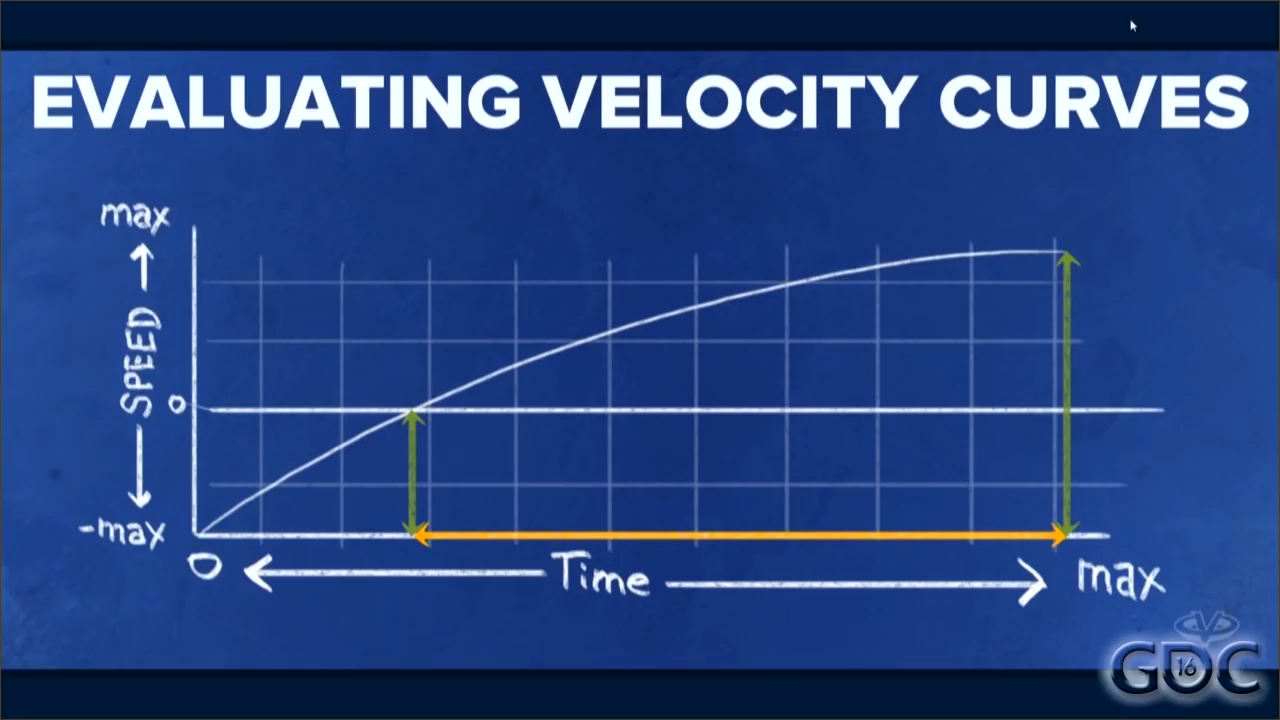 EVALUATING VELOCITY CURVES
max
SPEED
0
-max
0
Time
max
GDC
16